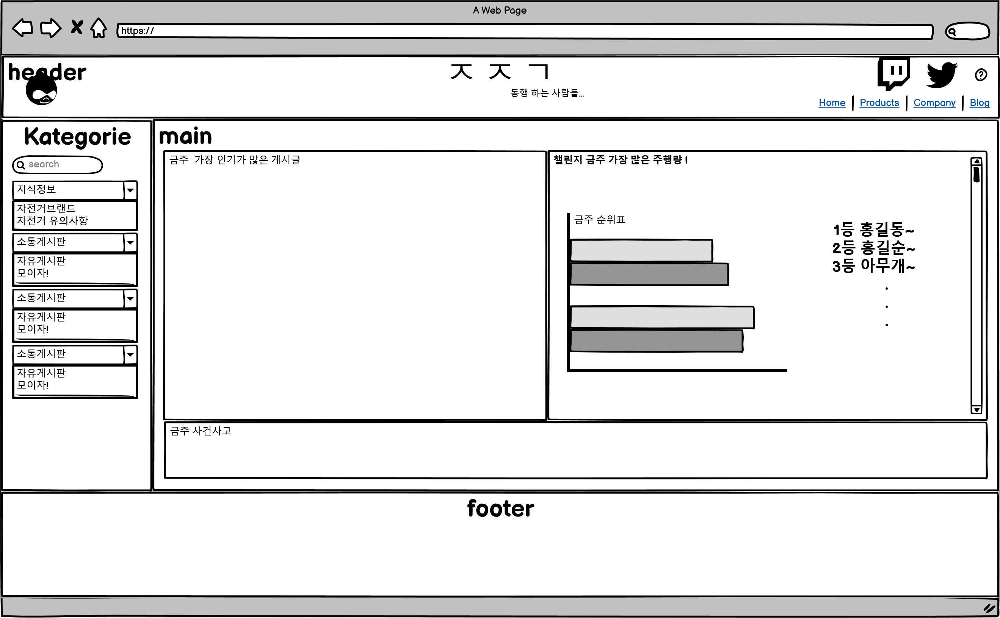 A Web Page
https://
header
ㅈ ㅈ ㄱ
동행 하는 사람들...
Home
Products
Company
Blog
Kategorie
search
지식정보
자전거브랜드
자전거 유의사항
소통게시판
자유게시판
모이자!
소통게시판
자유게시판
모이자!
소통게시판
자유게시판
모이자!
main
금주  가장 인기가 많은 게시글
챌린지 금주 가장 많은 주행량 !
금주 순위표
1등 홍길동~
2등 홍길순~
3등 아무개~
.
.
.
금주 사건사고
footer